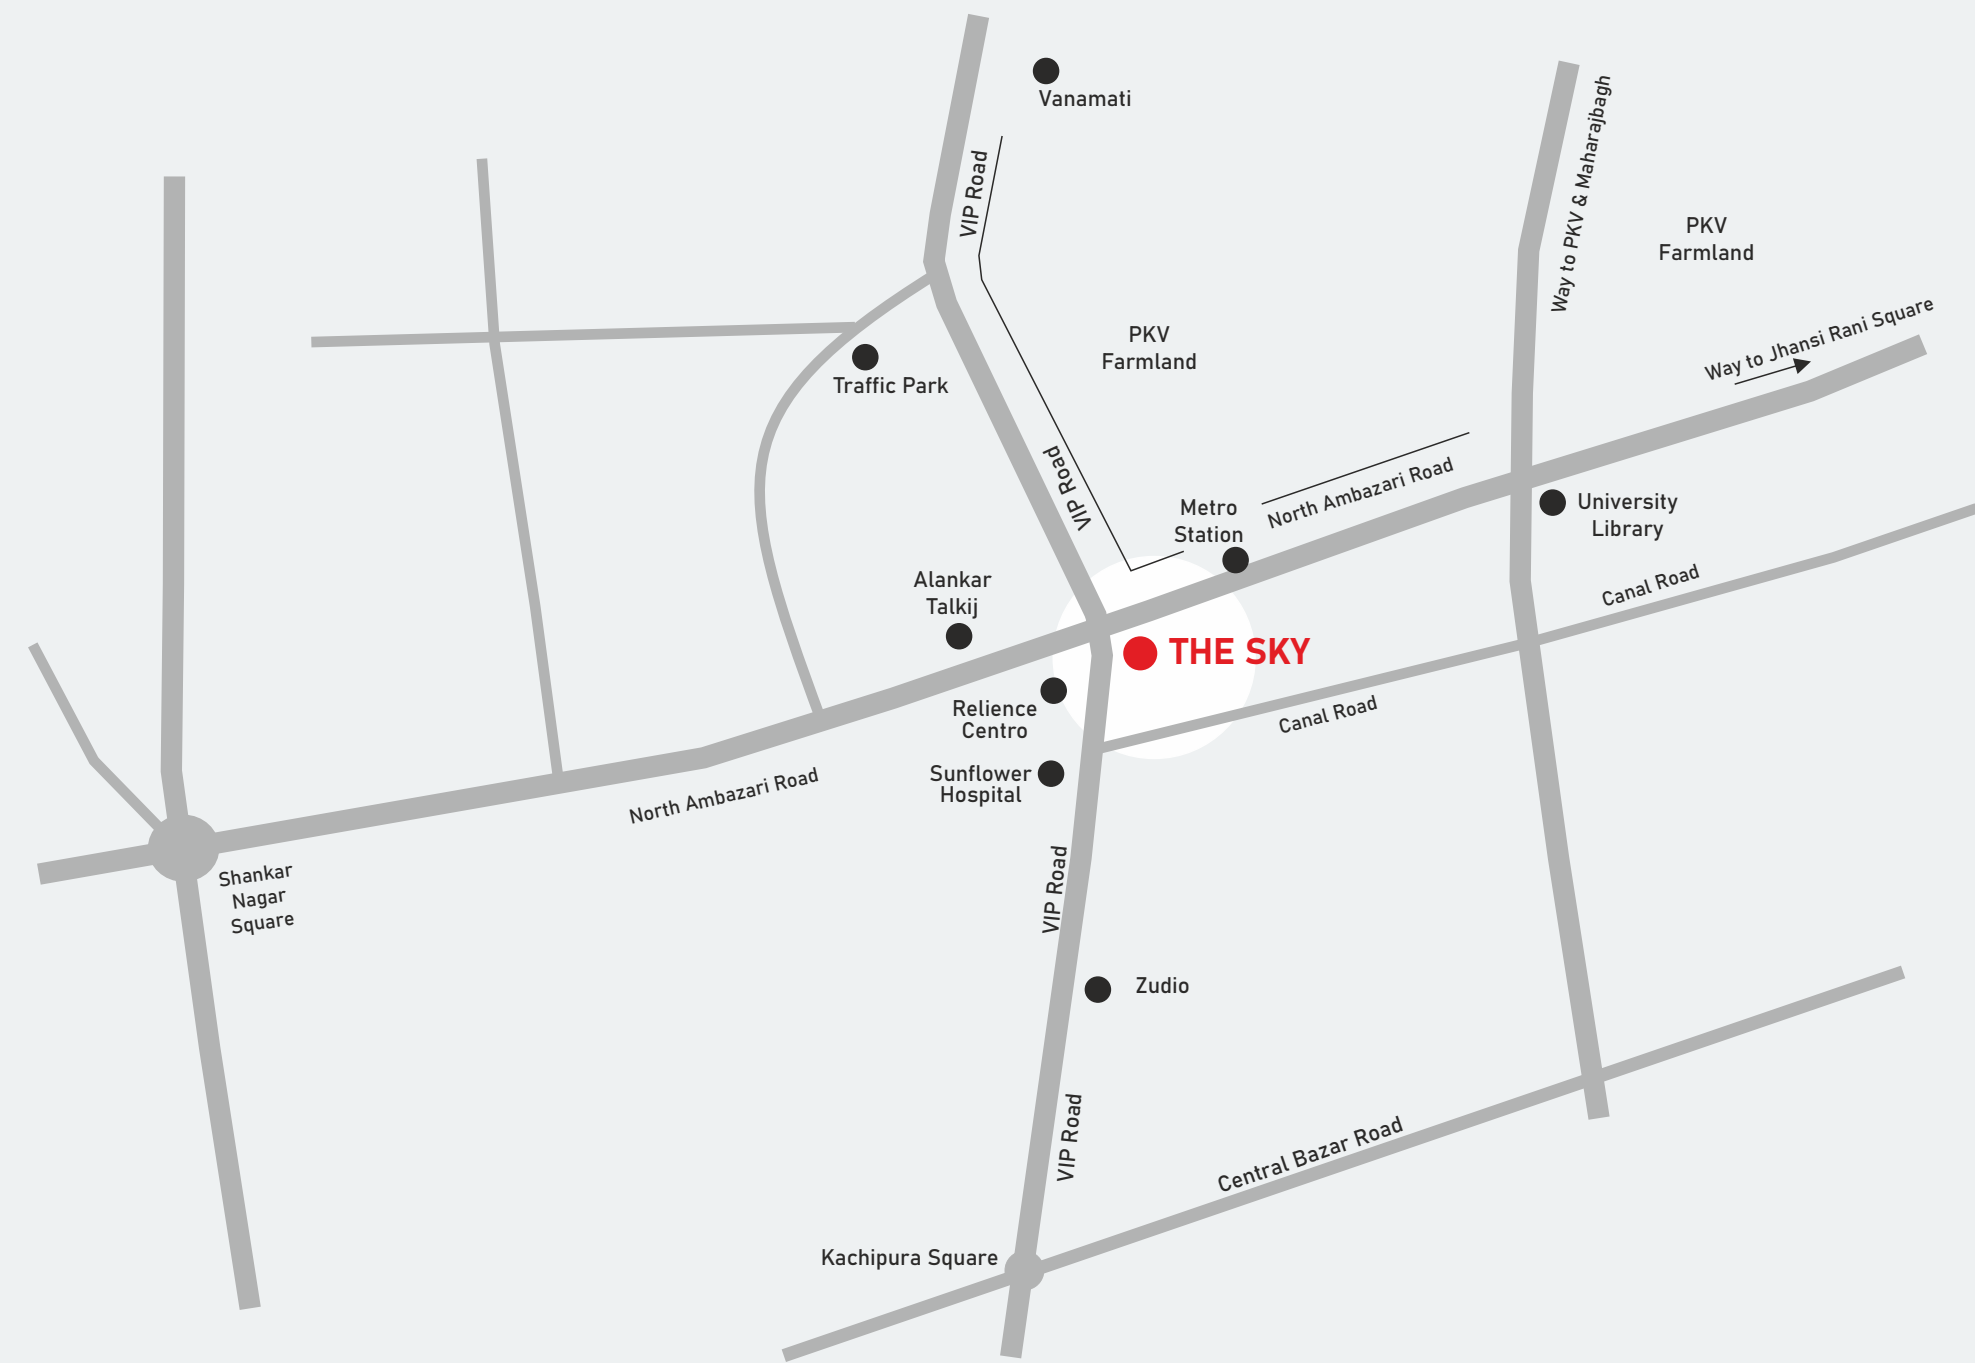 Vanamati
VIP Road
Way to PKV & Maharajbagh
PKV
Farmland
Way to Jhansi Rani Square
PKV
Farmland
Traffic Park
VIP Road
North Ambazari Road
Metro
Station
University
Library
Canal Road
Alankar
Talkij
THE SKY
Relience
Centro
Canal Road
Sunflower
Hospital
North Ambazari Road
Shankar
Nagar
Square
VIP Road
Zudio
VIP Road
Central Bazar Road
Kachipura Square